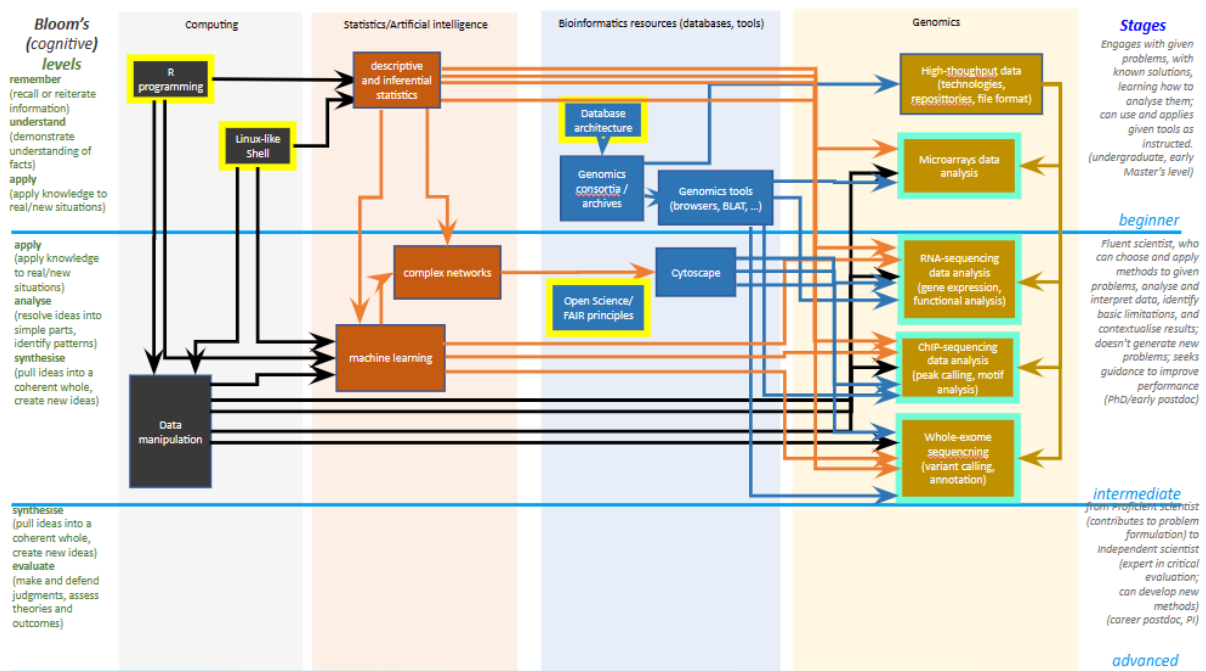 Bloom's
(cognitive)
levels
remember
(recall or reiterate
information)
understand
(demonstrate
understanding of
facts)
apply
(apply knowledge to
real/new situations)
apply
(apply knowledge to
real/new
situations)
analyse
(resolve ideas into
simple parts,
identify patterns)
synthesise
(pull ideas into a
coherent whole,
create new ideas)
synthesise
(pull ideas into a
coherent whole,
create new ideas)
evaluate
(make and defend
judgments, assess
theories and
outcomes)
Computing
R
programming
Linux-like
Shell
Data
manipulation
Statistics/Artificial intelligence
descriptive
and inferential
statistics
complex networks
machine learning
Bioinformatics resources (databases, tools)
Database
architecture
Genomics
consortia /
archives
Genomics tools
(browsers, BLAT, ...)
Cytoscape
Open Science/
FAIR principles
Genomics
High-thoughput data
(technologies,
reposittories, file format)
Microarrays data
analysis
RNA-sequencing
data analysis
(gene expression,
functional analysis)
ChIP-sequencing
data analysis
(peak calling, motif
analysis)
Whole-exome
sequencning
(variant calling,
annotation)
Stages
Engages with given
problems, with
known solutions,
learning how to
analyse them;
can use and applies
given tools as
instructed.
(undergraduate, early
Master's level)
beginner
Fluent scientist, who
can choose and apply
methods to given
problems, analyse and
interpret data, identify
basic limitations, and
contextualise results;
doesn't generate new
problems; seeks
guidance to improve
performance
(PhD/early postdoc)
intermediate
from Proficient scientist
(contributes to problem
formulation) to
Independent scientist
(expert in critical
evaluation;
can develop new
methods)
(career postdoc, PI)
advanced